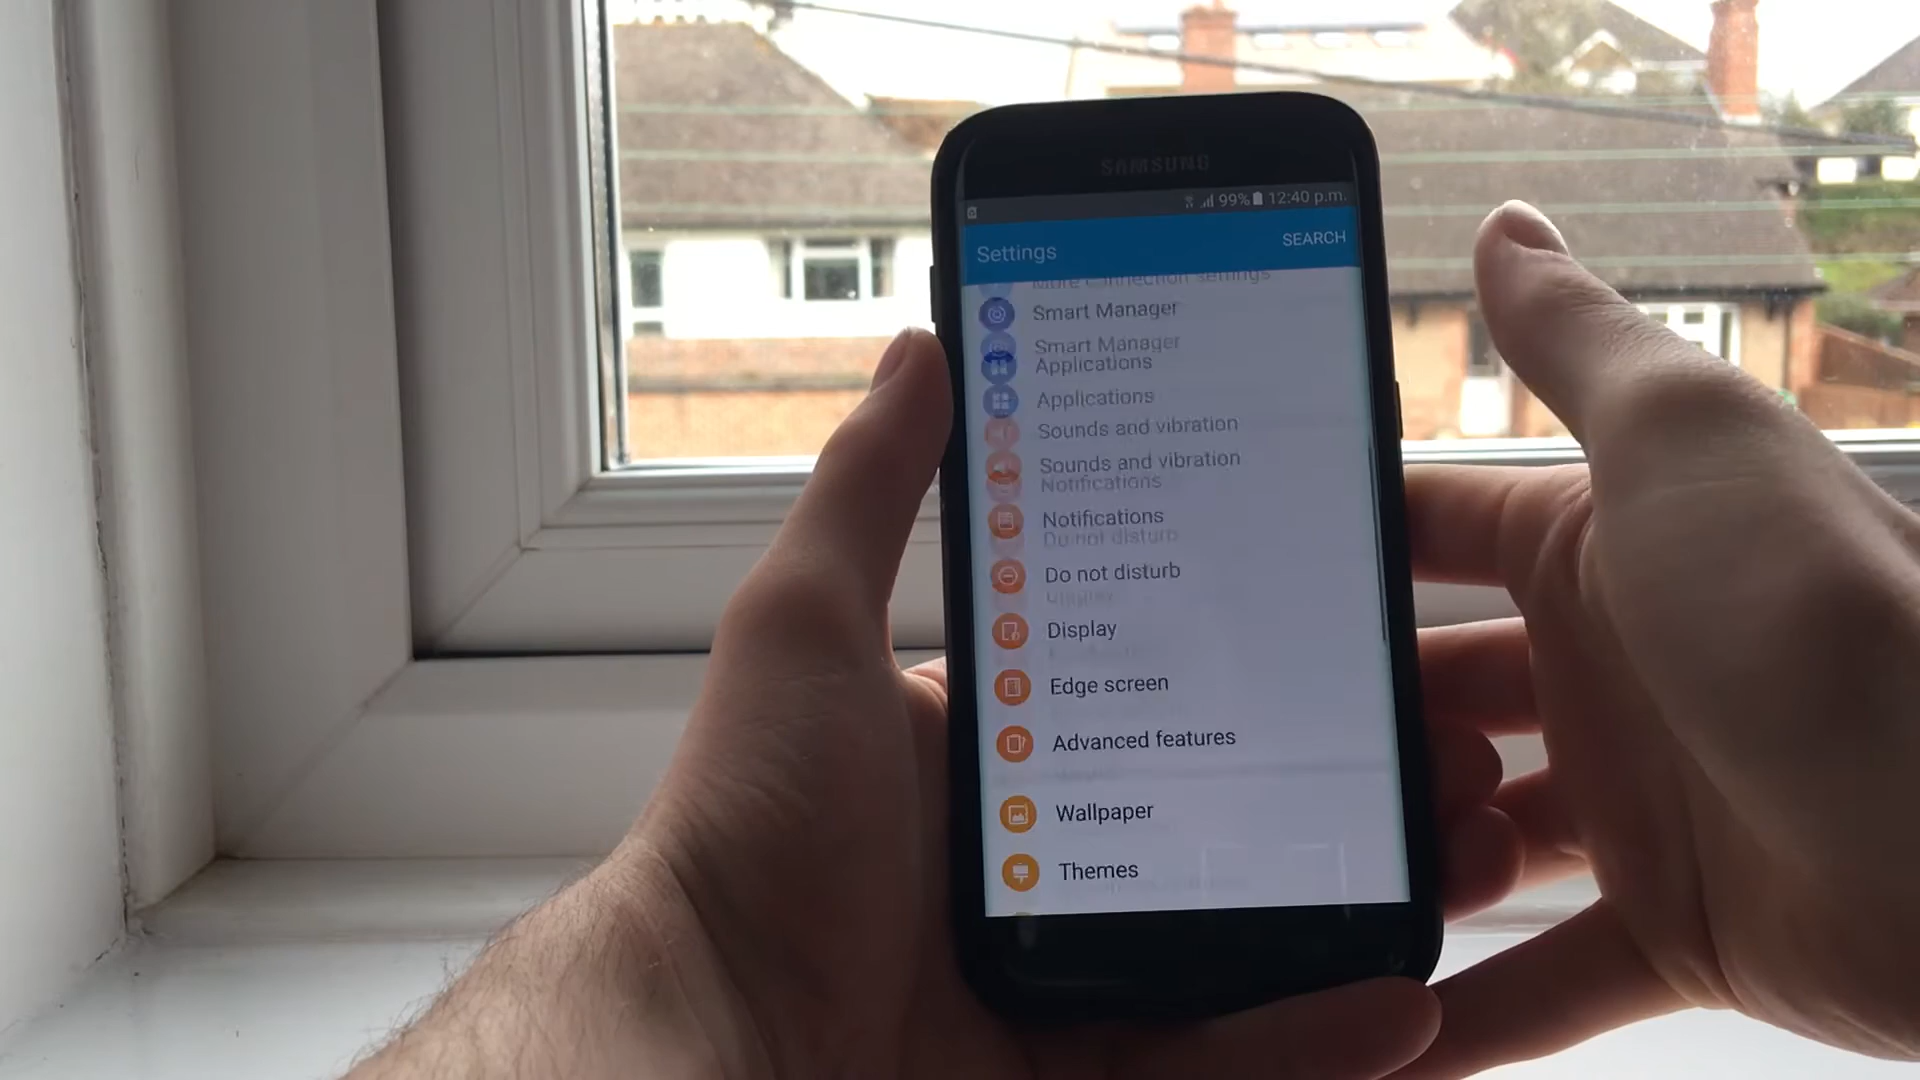 SAMSUNG
99% 12:40 p.m.
Settings SEARCH
More connection settings
Smart Manager
Smart Manager
Applications
Applications
Sounds and vibration
Sounds and vibration
Notifications
Notifications
Do not disturb
Do not disturb
Display
Display
Edge screen
Advanced features
Wallpaper
Themes